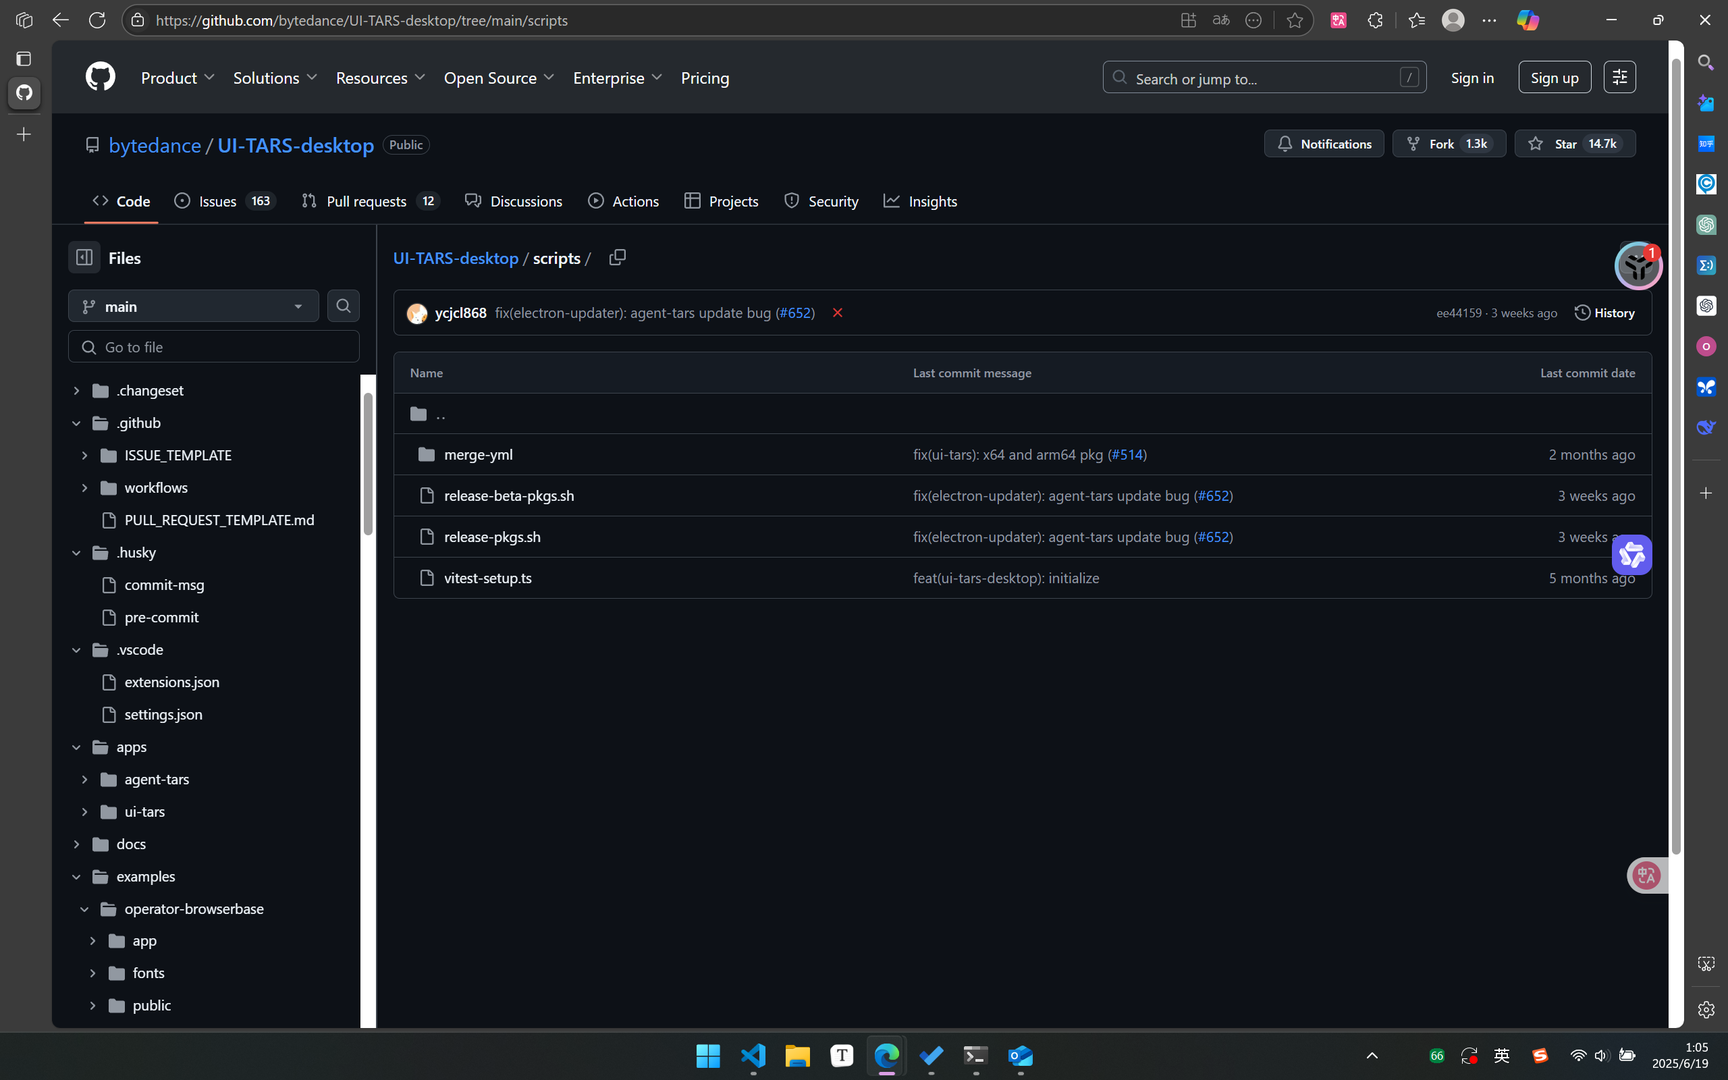 https://github.com/bytedance/UI-TARS-desktop/tree/main/scripts
Product
Solutions
Resources
Open Source
Enterprise
Pricing
Search or jump to...
/
Sign in
Sign up
bytedance / UI-TARS-desktop
Public
Notifications
Fork 1.3k
Star 14.7k
Code
Issues 163
Pull requests 12
Discussions
Actions
Projects
Security
Insights
Files
main
Go to file
.changeset
.github
ISSUE_TEMPLATE
workflows
PULL_REQUEST_TEMPLATE.md
.husky
commit-msg
pre-commit
.vscode
extensions.json
settings.json
apps
agent-tars
ui-tars
docs
examples
operator-browserbase
app
fonts
public
UI-TARS-desktop / scripts /
1
ycjcl868 fix(electron-updater): agent-tars update bug (#652)
ee44159 · 3 weeks ago
History
Name Last commit message Last commit date
..
merge-yml fix(ui-tars): x64 and arm64 pkg (#514) 2 months ago
release-beta-pkgs.sh fix(electron-updater): agent-tars update bug (#652) 3 weeks ago
release-pkgs.sh fix(electron-updater): agent-tars update bug (#652) 3 weeks
vitest-setup.ts feat(ui-tars-desktop): initialize 5 months ago
知乎
T
66
英
1:05
2025/6/19